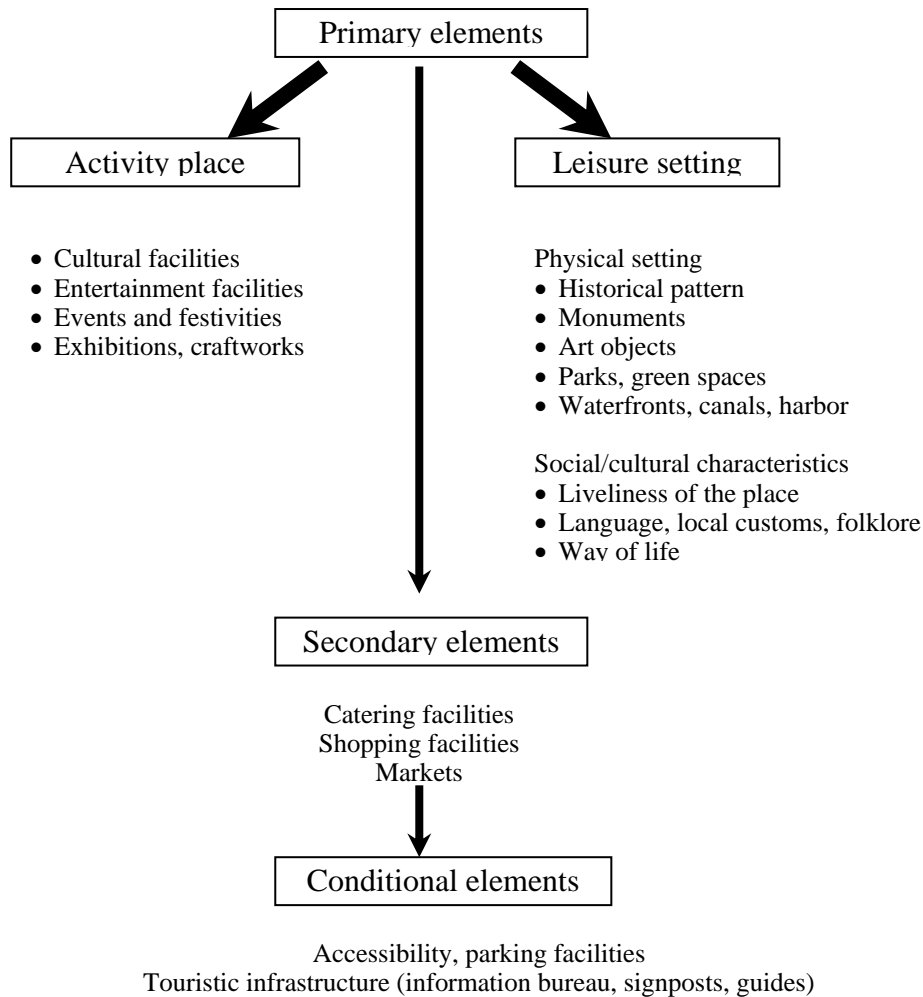 Primary elements
Activity place
Leisure setting
• Cultural facilities
• Entertainment facilities
• Events and festivities
• Exhibitions, craftworks
Physical setting
• Historical pattern
• Monuments
• Art objects
• Parks, green spaces
• Waterfronts, canals, harbor
Social/cultural characteristics
• Liveliness of the place
• Language, local customs, folklore
• Way of life
Secondary elements
Catering facilities
Shopping facilities
Markets
Conditional elements
Accessibility, parking facilities
Touristic infrastructure (information bureau, signposts, guides)